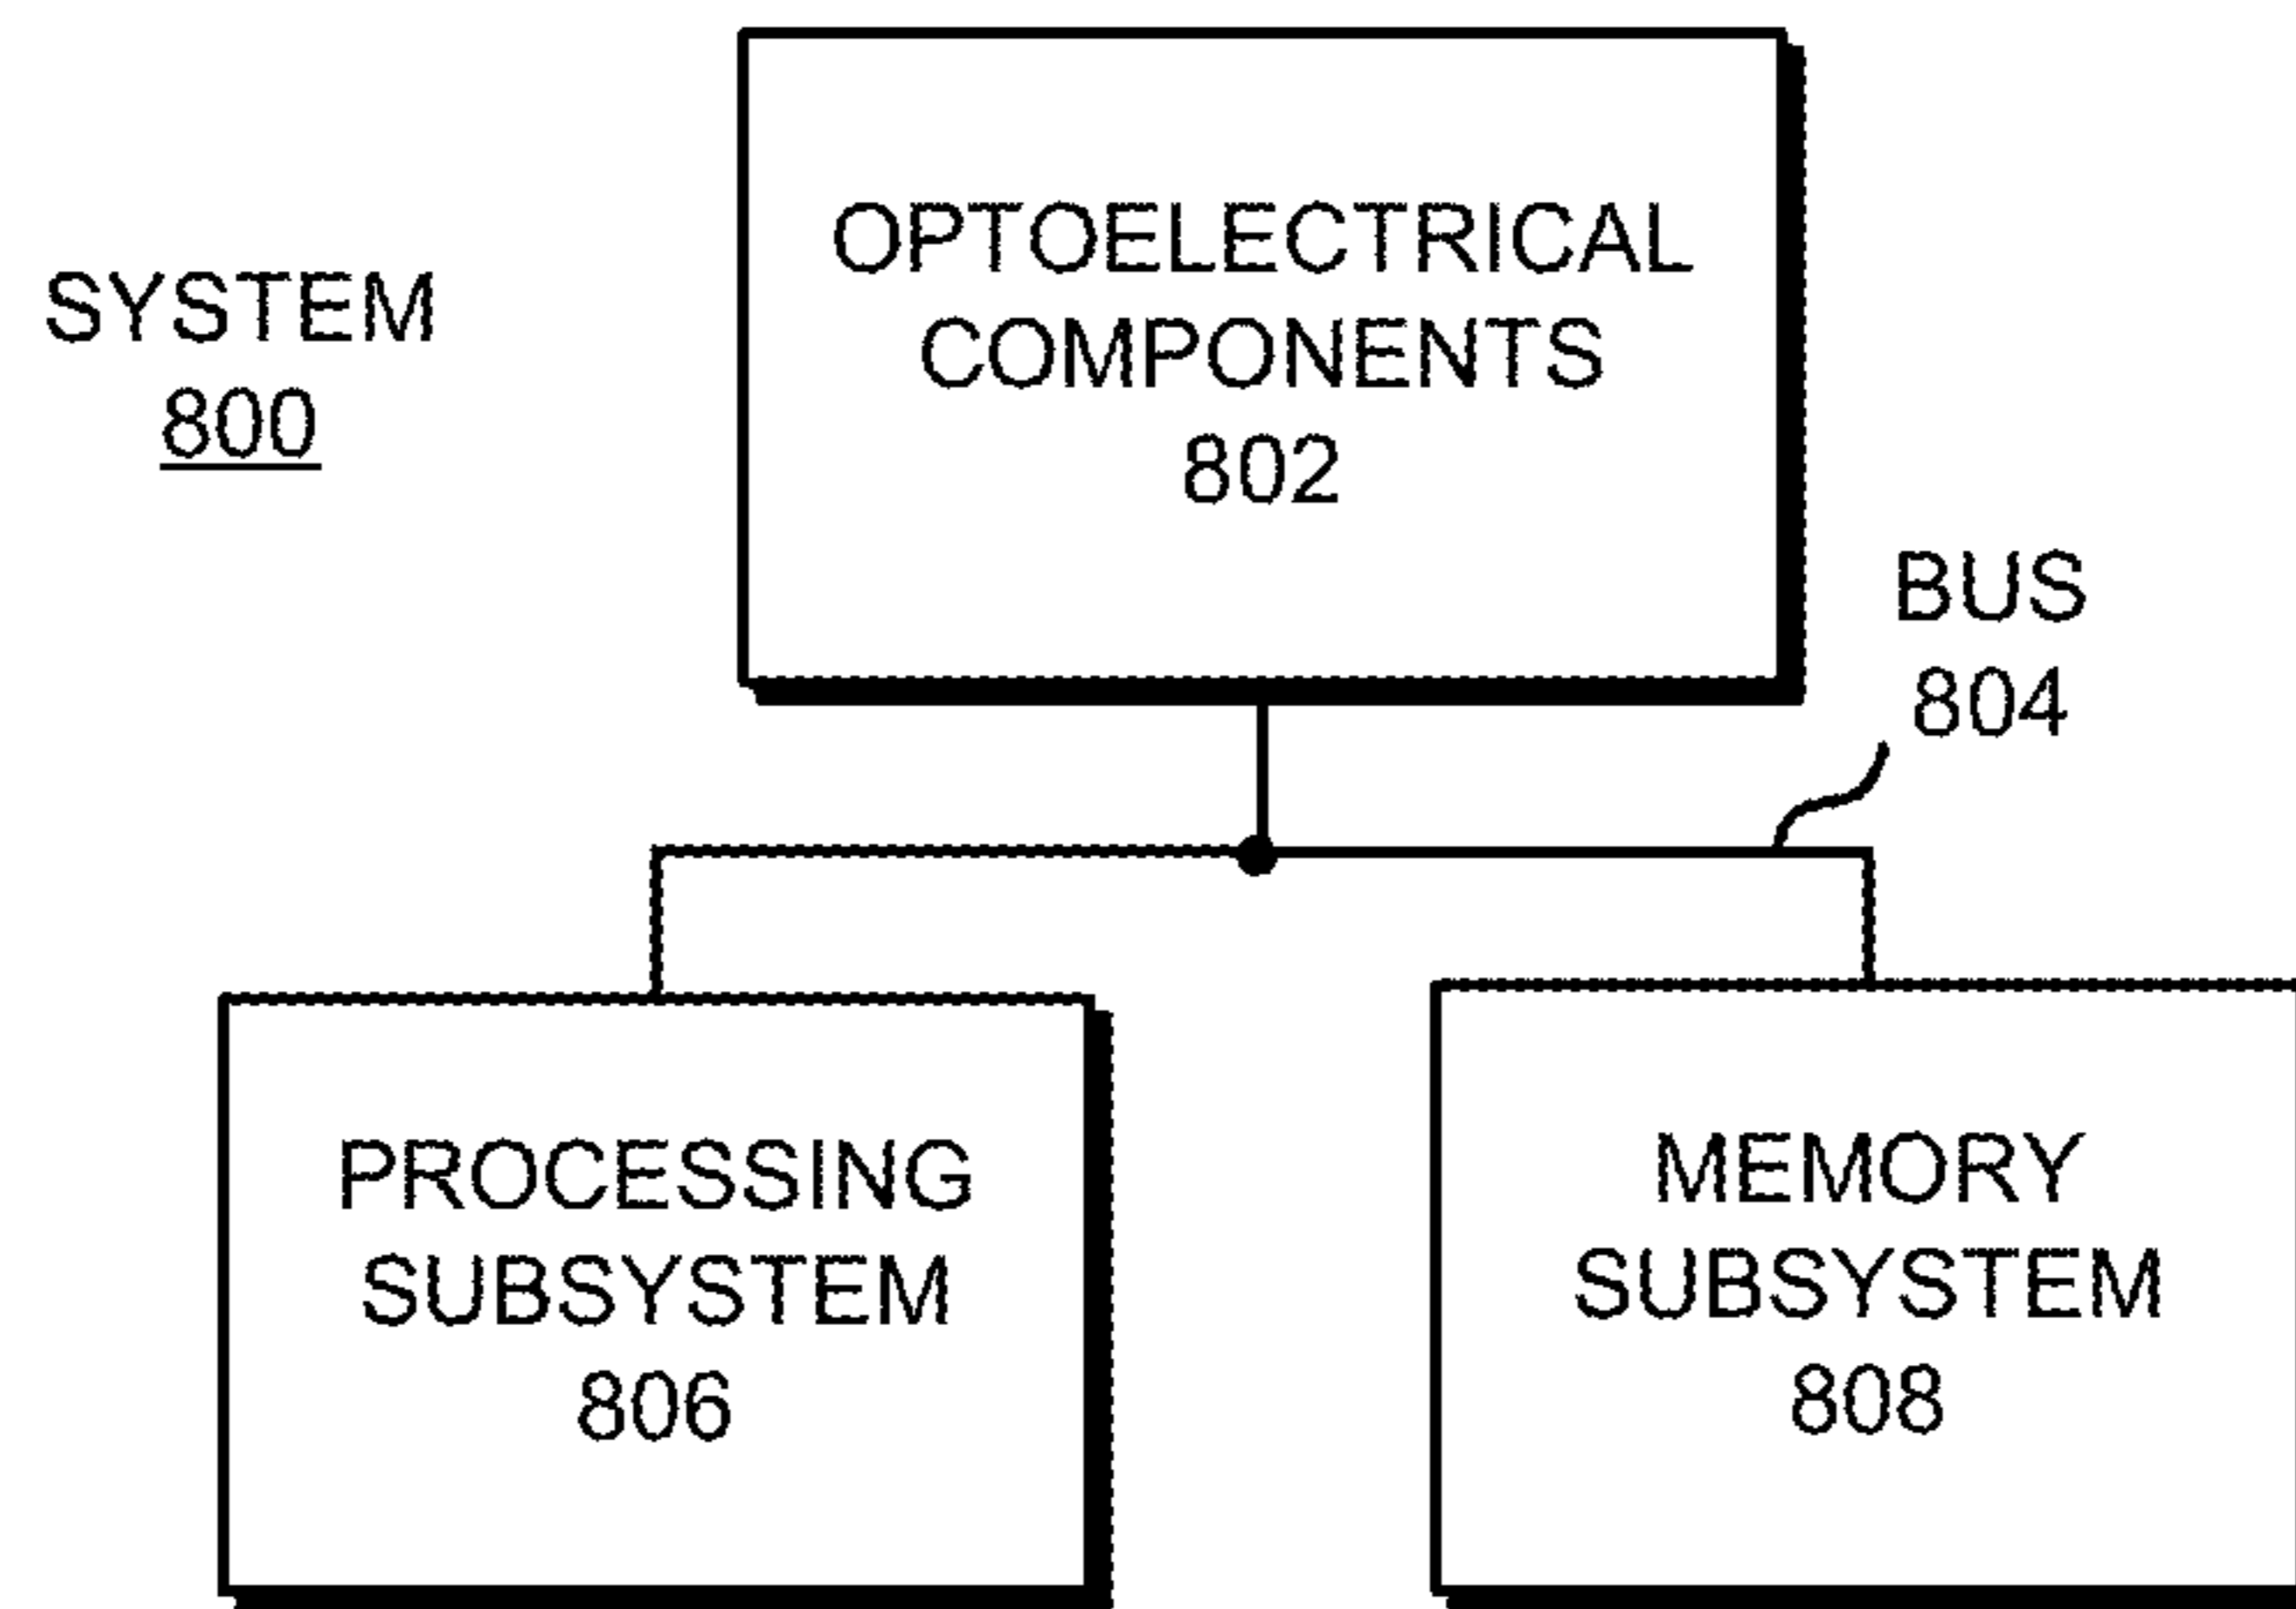 SYSTEM
800
OPTOELECTRICAL
COMPONENTS
802
BUS
804
PROCESSING
SUBSYSTEM
806
MEMORY
SUBSYSTEM
808